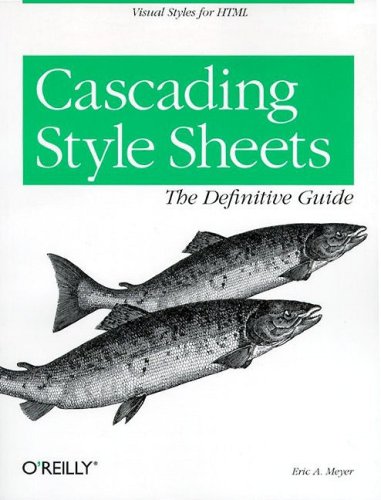 Visual Styles for HTML
Cascading
Style Sheets
The Definitive Guide
O'REILLY®
Eric A. Meyer